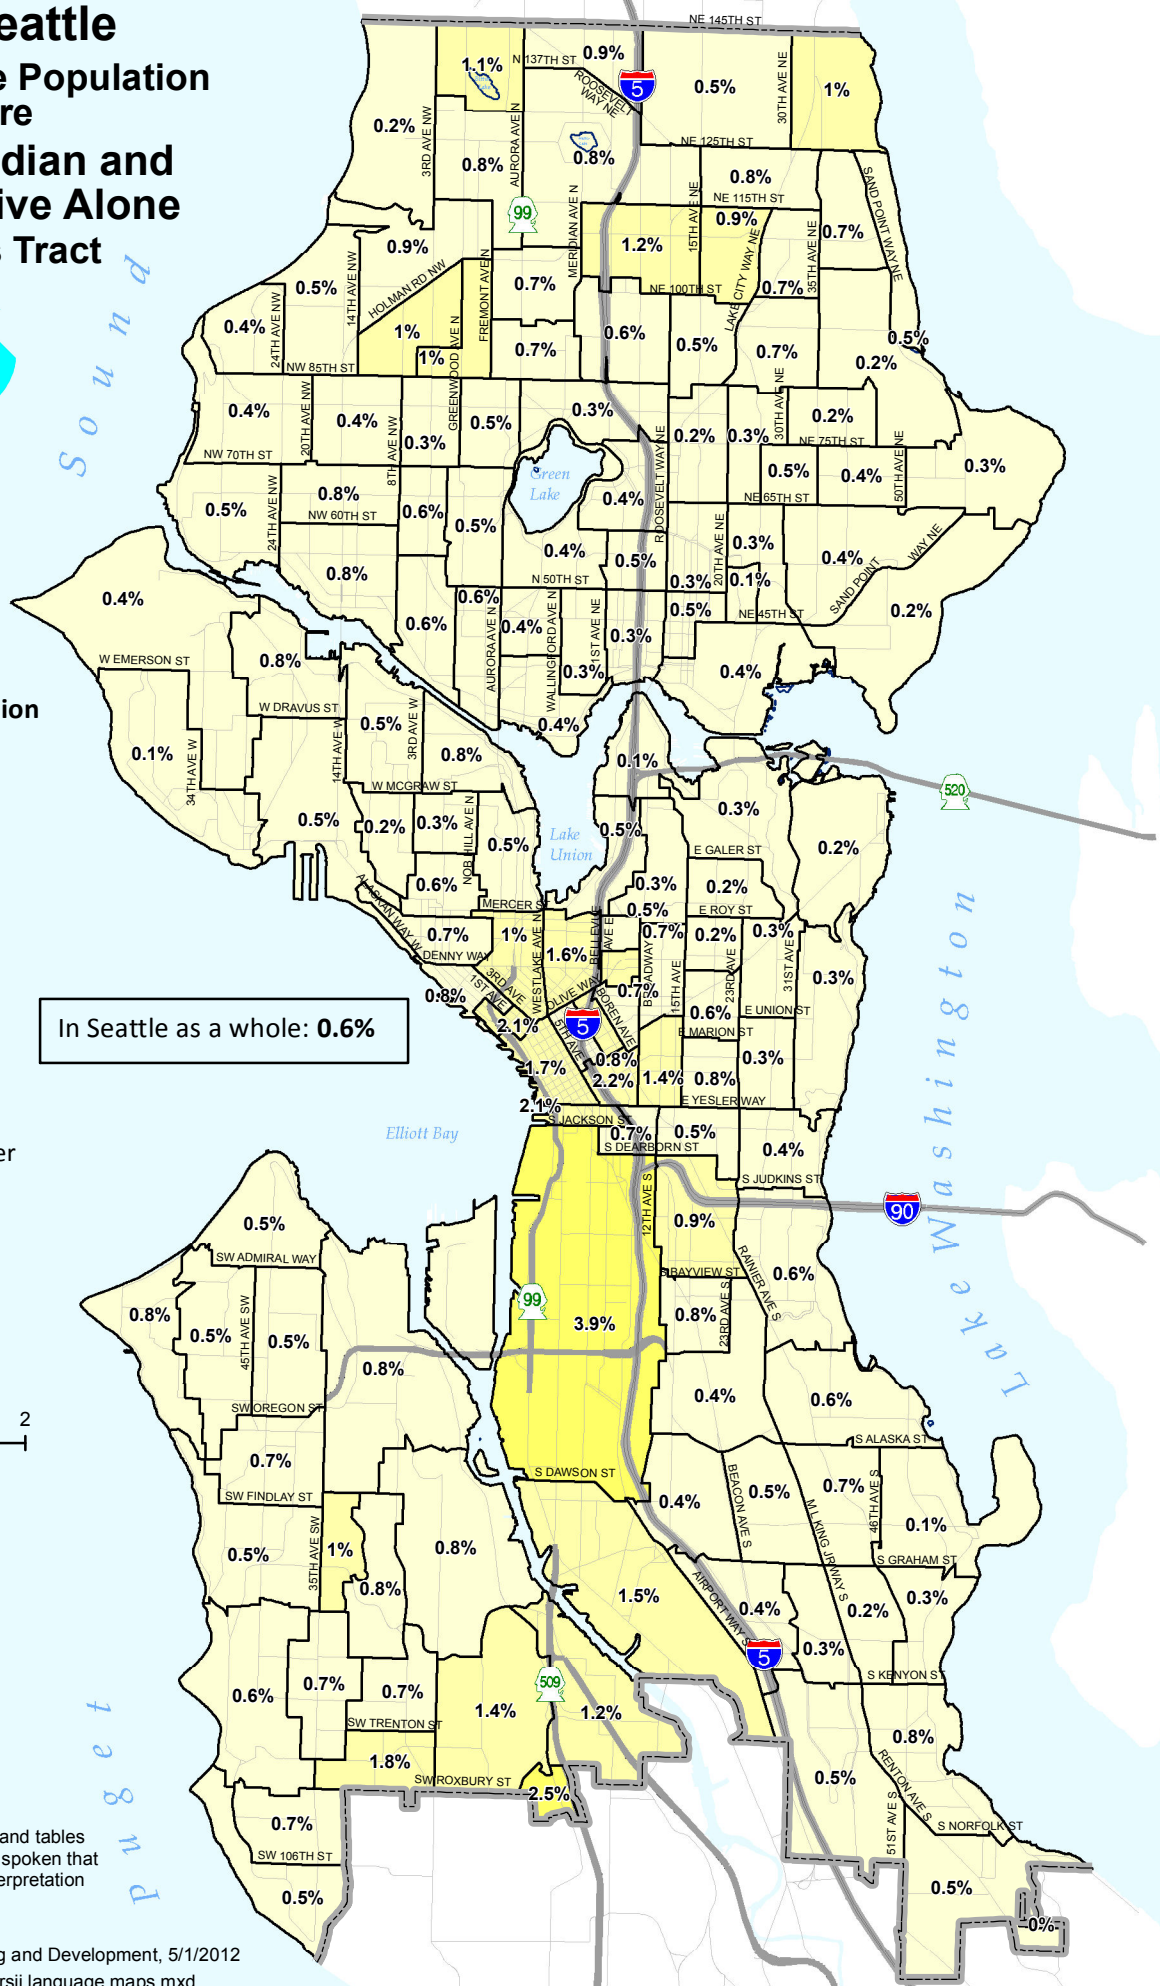 eattle
e Population
re
dian and
ive Alone
s Tract
ion
In Seattle as a whole: 0.6%
er
2
and tables
spoken that
erpretation
g and Development, 5/1/2012
rsji language maps.mxd
Puget Sound
Elliott Bay
Lake Washington
Green
Lake
Lake
Union
NE 145TH ST
1.1%
N 137TH ST
0.9%
ROOSEVELT
WAY NE
5
0.5%
30TH AVE NE
1%
0.2%
3RD AVE NW
0.8%
AURORA AVE N
0.8%
NE 125TH ST
0.8%
NE 115TH ST
SAND POINT WAY NE
99
MERIDIAN AVE N
1.2%
15TH AVE NE
0.9%
LAKE CITY WAY NE
35TH AVE NE
0.7%
0.9%
HOLMAN RD NW
14TH AVE NW
0.5%
FREMONT AVE N
0.7%
NE 100TH ST
0.7%
0.4%
24TH AVE NW
1%
1%
GREENWOOD AVE N
0.7%
0.6%
0.5%
0.7%
0.5%
0.2%
NW 85TH ST
0.4%
20TH AVE NW
0.4%
8TH AVE NW
0.3%
0.5%
0.3%
0.2%
0.3%
30TH AVE NE
0.2%
NE 75TH ST
NW 70TH ST
0.5%
0.4%
50TH AVE NE
0.3%
0.5%
24TH AVE NW
0.8%
NW 60TH ST
0.6%
0.5%
0.4%
ROOSEVELT WAY NE
NE 65TH ST
0.8%
0.4%
N 50TH ST
0.5%
20TH AVE NE
0.3%
0.4%
SAND POINT WAY NE
0.3%
0.1%
0.4%
0.6%
0.6%
AURORA AVE N
0.4%
WALLINGFORD AVE N
0.3%
1ST AVE NE
0.3%
0.5%
NE 45TH ST
0.2%
W EMERSON ST
0.8%
0.4%
W DRAVUS ST
0.5%
3RD AVE W
0.8%
0.4%
0.1%
34TH AVE W
14TH AVE W
W MCGRAW ST
0.1%
520
0.5%
0.2%
0.3%
NOB HILL AVE N
0.5%
0.5%
0.3%
E GALER ST
0.2%
0.6%
0.3%
0.2%
E ROY ST
MERCER ST
ALASKAN WAY W
0.7%
DENNY WAY
1%
WESTLAKE AVE N
1.6%
BELLEVUE
AVE E
0.5%
0.7%
BROADWAY
15TH AVE
0.2%
23RD AVE
0.3%
31ST AVE
0.3%
0.8%
1ST AVE
3RD AVE
OLIVE WAY
0.7%
BOREN AVE
0.6%
E UNION ST
2.1%
5TH AVE
5
E MARION ST
0.3%
1.7%
0.8%
2.2%
1.4%
0.8%
E YESLER WAY
2.1%
S JACKSON ST
0.7%
0.5%
S DEARBORN ST
0.4%
S JUDKINS ST
12TH AVE S
90
0.5%
SW ADMIRAL WAY
0.9%
S BAYVIEW ST
RAINIER AVE S
0.6%
0.8%
0.5%
45TH AVE SW
0.5%
0.8%
99
3.9%
0.8%
23RD AVE S
SW OREGON ST
0.4%
0.6%
S ALASKA ST
0.7%
SW FINDLAY ST
S DAWSON ST
0.4%
BEACON AVE S
0.5%
M L KING JR WAY S
0.7%
46TH AVE S
0.1%
0.5%
35TH AVE SW
1%
0.8%
0.8%
S GRAHAM ST
1.5%
AIRPORT WAY S
0.4%
0.2%
0.3%
0.3%
5
S KENYON ST
0.6%
0.7%
0.7%
SW TRENTON ST
1.4%
509
1.2%
0.8%
1.8%
SW ROXBURY ST
2.5%
0.5%
RENTON AVE S
51ST AVE S
S NORFOLK ST
0.7%
SW 106TH ST
0.5%
0.5%
0%